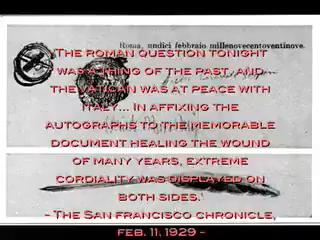 Roma, undici febbraio millenovecentoventinove.
"The roman question tonight
was a thing of the past, and
the vatican was at peace with
Italy... In affixing the
autographs to the memorable
document healing the wound
of many years, extreme
cordiality was displayed on
both sides."
- The San francisco chronicle,
feb. 11, 1929 -